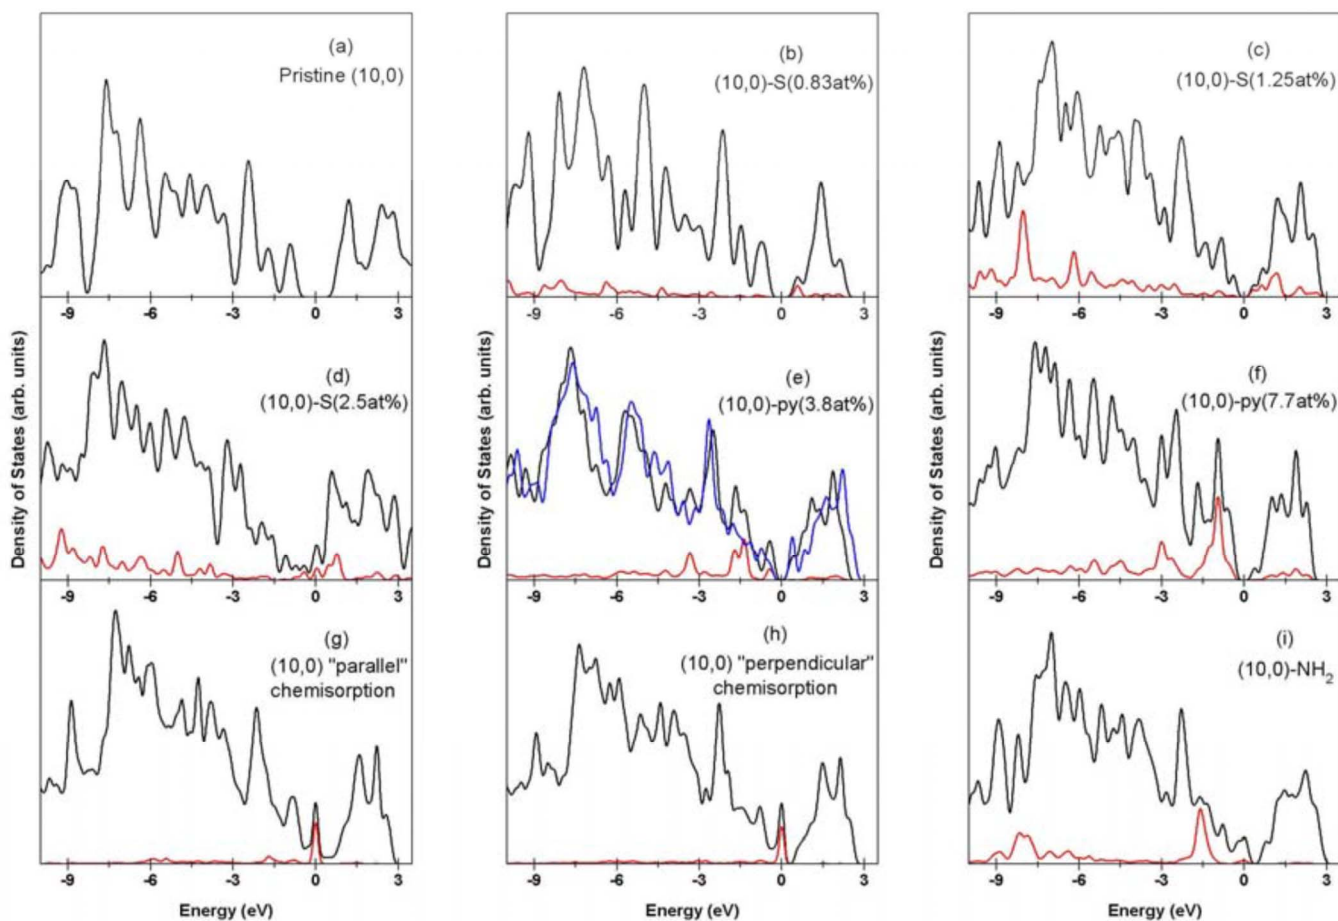 (a)
Pristine (10,0)
(b)
(10,0)-S(0.83at%)
(c)
(10,0)-S(1.25at%)
-9 -6 -3 0 3
-9 -6 -3 0 3
-9 -6 -3 0 3
Density of States (arb. units)
Density of States (arb. units)
Density of States (arb. units)
(d)
(10,0)-S(2.5at%)
(e)
(10,0)-py(3.8at%)
(f)
(10,0)-py(7.7at%)
-9 -6 -3 0 3
-9 -6 -3 0 3
-9 -6 -3 0 3
(g)
(10,0) "parallel"
chemisorption
(h)
(10,0) "perpendicular"
chemisorption
(i)
(10,0)-NH₂
-9 -6 -3 0 3
-9 -6 -3 0 3
-9 -6 -3 0 3
Energy (eV)
Energy (eV)
Energy (eV)